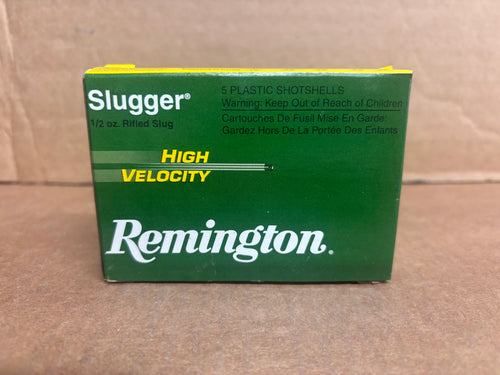 Slugger®
1/2 oz. Rifled Slug
5 PLASTIC SHOTSHELLS
Warning: Keep Out of Reach of Children
Cartouches De Fusil Mise En Garde:
Gardez Hors De La Portée Des Enfants
HIGH
VELOCITY
Remington®